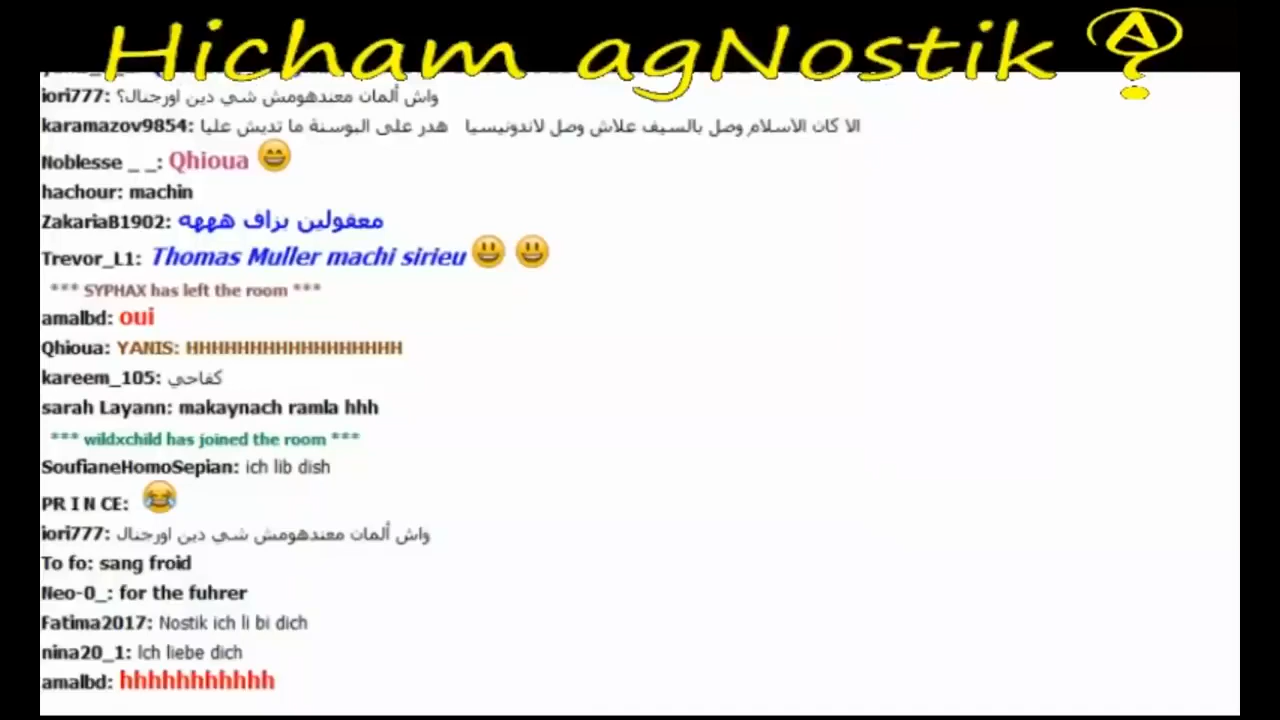 Hicham agNostik
iori777: واش ألمان معندهومش شي دين اورجنال؟
karamazov9854: الا كان الاسلام وصل بالسيف علاش وصل لاندونيسيا هدر على البوسنة ما تديش عليا
Noblesse _ _: Qhioua
hachour: machin
ZakariaB1902: معقولين بزاف هههه
Trevor_L1: Thomas Muller machi sirieu
*** SYPHAX has left the room ***
amalbd: oui
Qhioua: YANIS: HHHHHHHHHHHHHHHHH
kareem_105: كفاحي
sarah Layann: makaynach ramla hhh
*** wildxchild has joined the room ***
SoufianeHomoSepian: ich lib dish
PR I N CE:
iori777: واش ألمان معندهومش شي دين اورجنال
To fo: sang froid
Neo-0_: for the fuhrer
Fatima2017: Nostik ich li bi dich
nina20_1: Ich liebe dich
amalbd: hhhhhhhhhhh